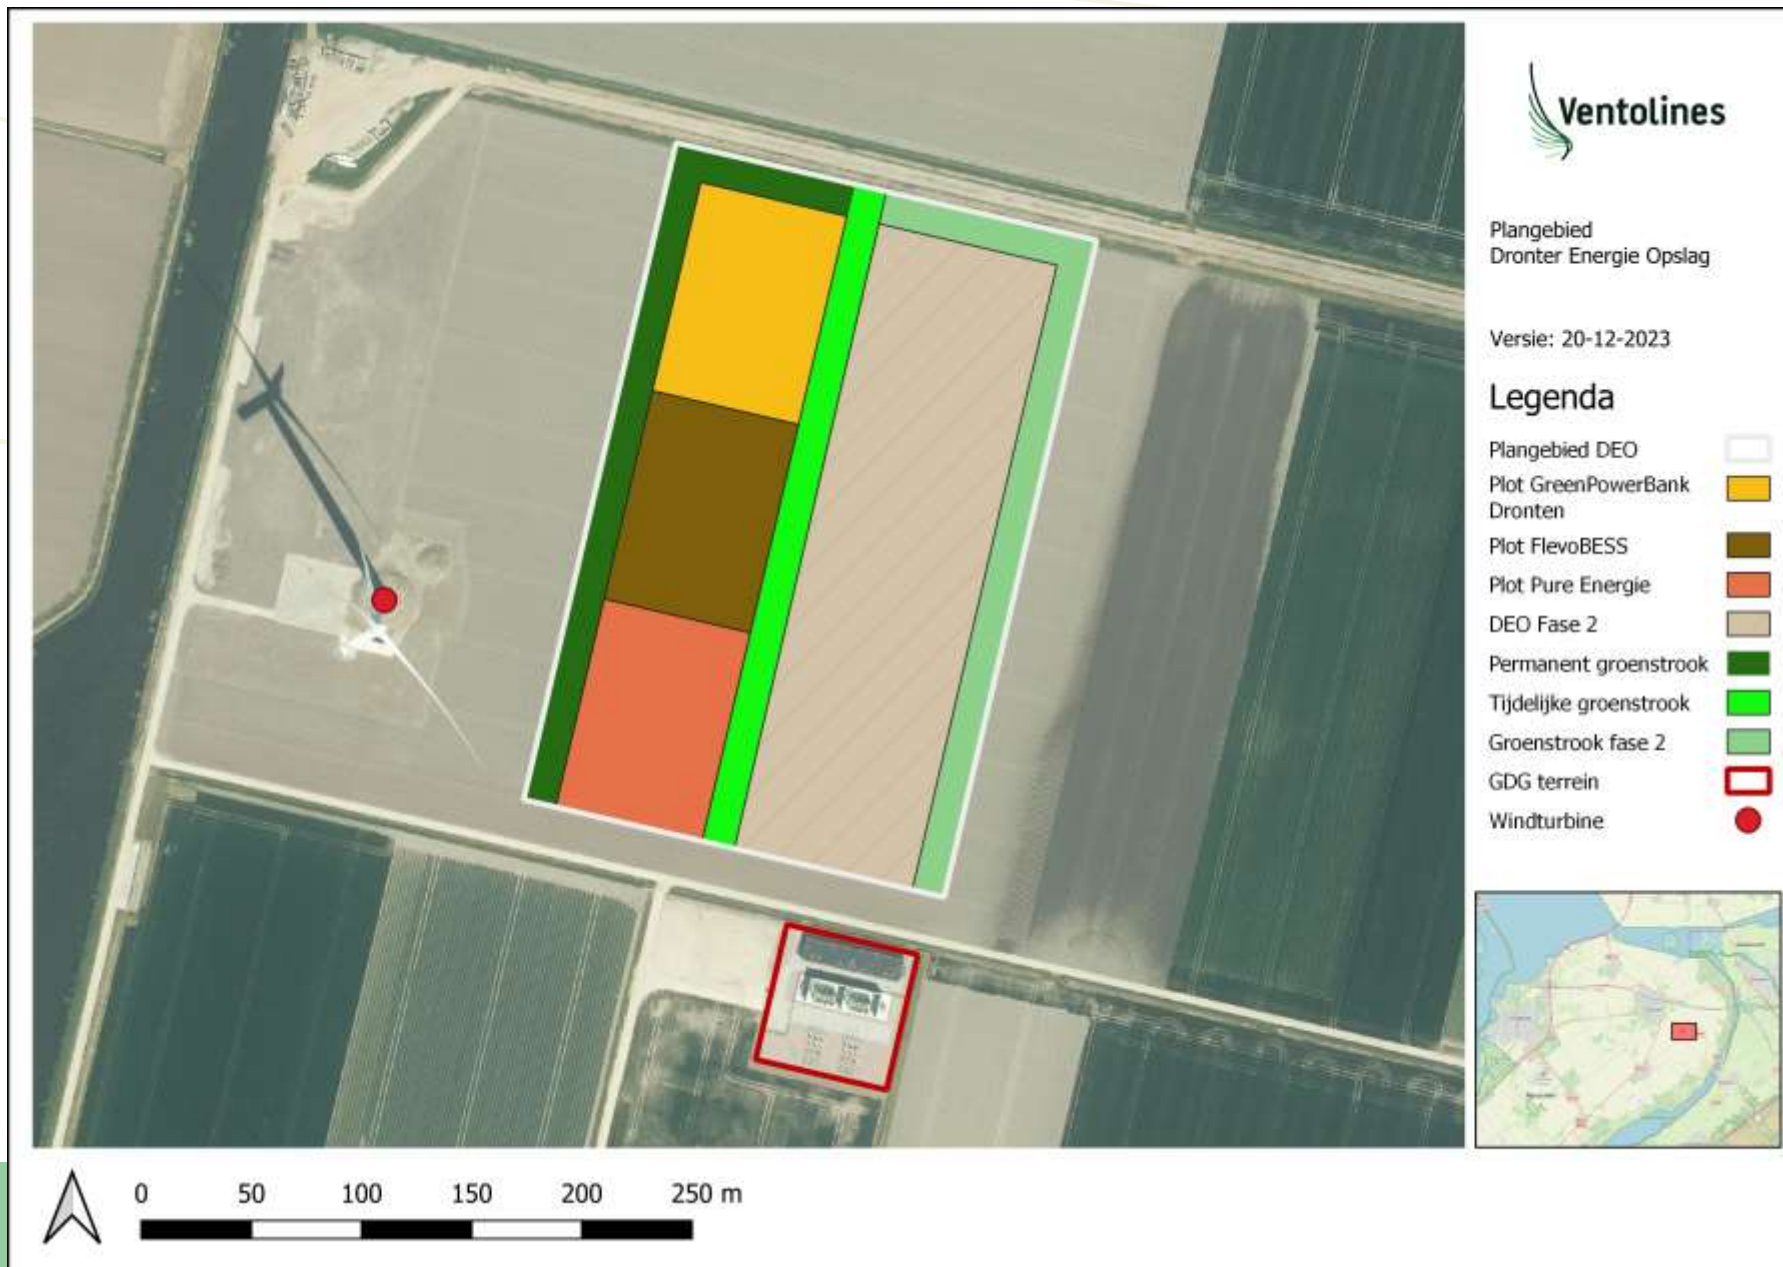 Ventolines
Plangebied
Dronter Energie Opslag
Versie: 20-12-2023
Legenda
Plangebied DEO
Plot GreenPowerBank
Dronten
Plot FlevoBESS
Plot Pure Energie
DEO Fase 2
Permanent groenstrook
Tijdelijke groenstrook
Groenstrook fase 2
GDG terrein
Windturbine
0 50 100 150 200 250 m